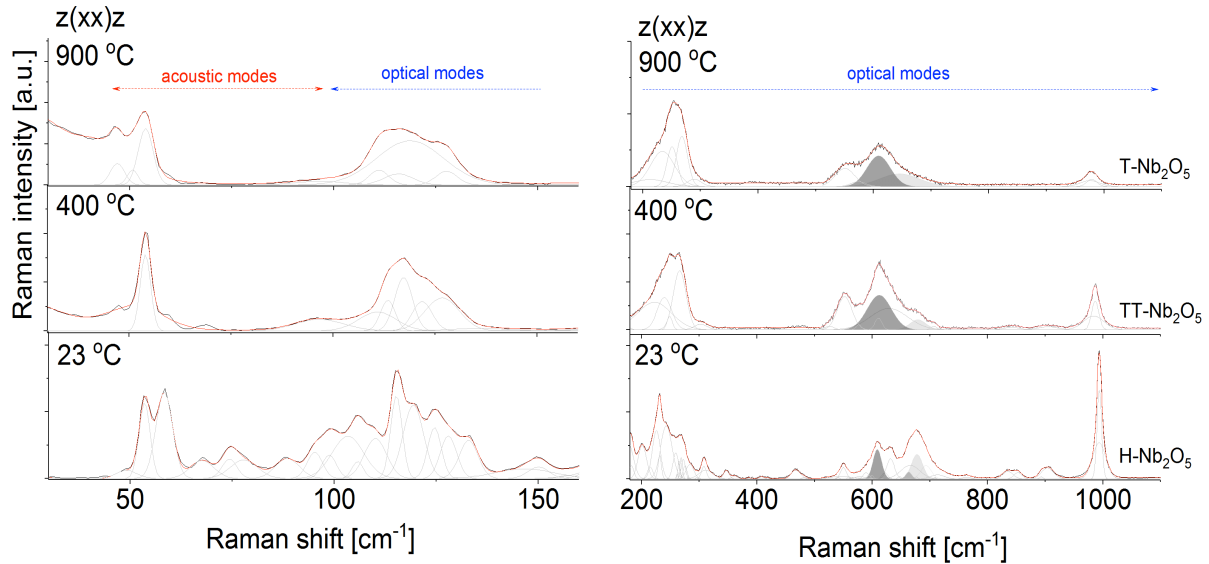 z(xx)z
900 °C
acoustic modes
optical modes
400 °C
23 °C
Raman intensity [a.u.]
50
100
150
Raman shift [cm⁻¹]
z(xx)z
900 °C
optical modes
T-Nb₂O₅
400 °C
TT-Nb₂O₅
23 °C
H-Nb₂O₅
200
400
600
800
1000
Raman shift [cm⁻¹]